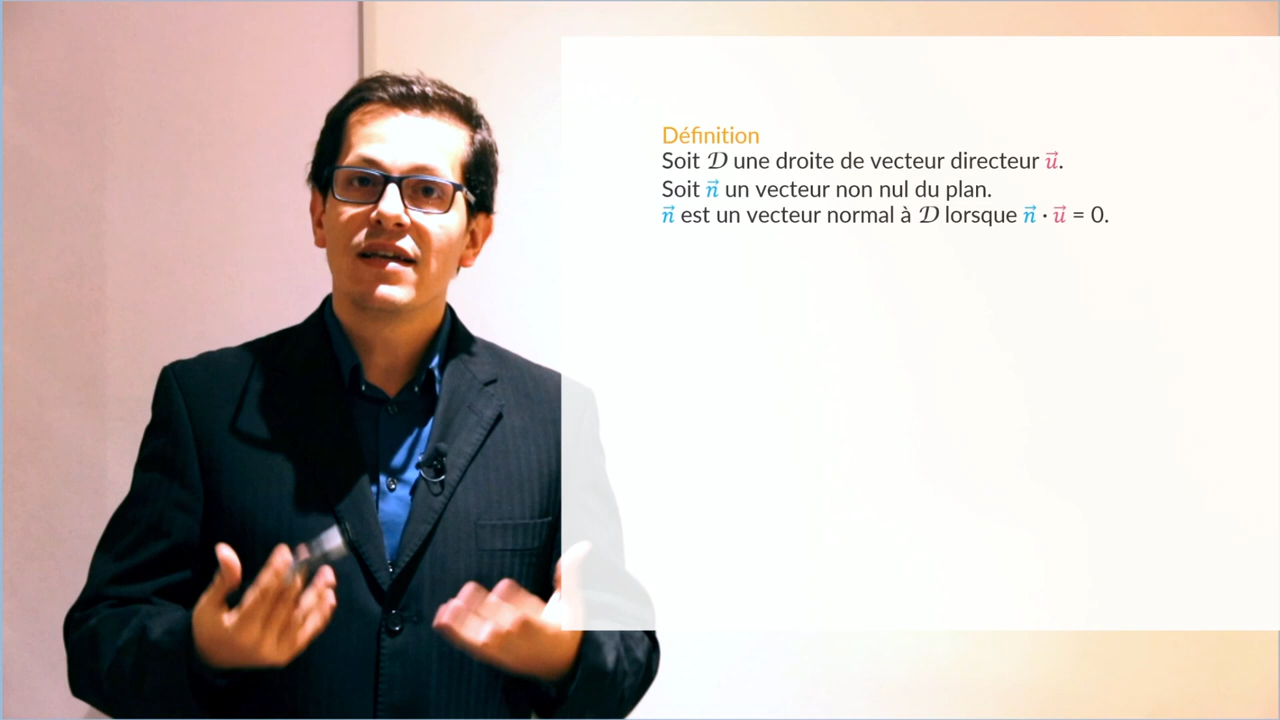 Définition
Soit 𝒟 une droite de vecteur directeur u⃗.
Soit n⃗ un vecteur non nul du plan.
n⃗ est un vecteur normal à 𝒟 lorsque n⃗ · u⃗ = 0.